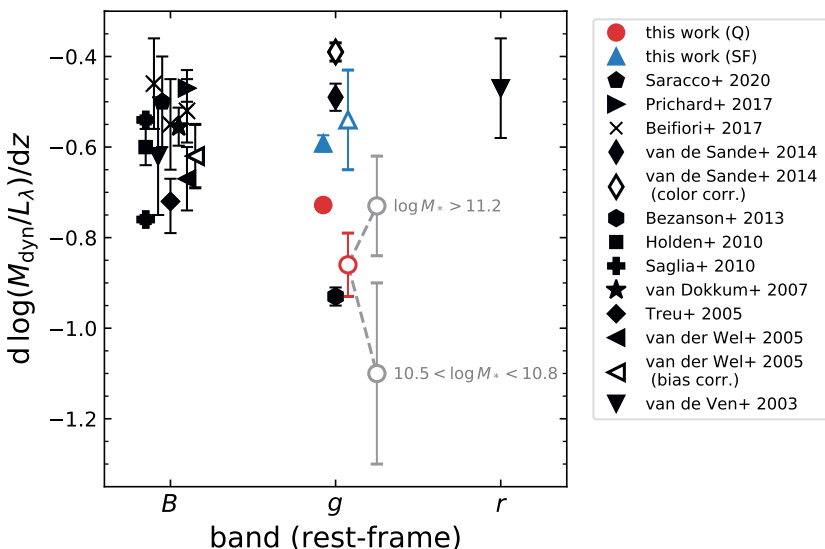 −0.4
−0.6
−0.8
−1.0
−1.2
d log(M_dyn/L_λ)/dz
B
g
r
band (rest-frame)
log M_* > 11.2
10.5 < log M_* < 10.8
this work (Q)
this work (SF)
Saracco+ 2020
Prichard+ 2017
Beifiori+ 2017
van de Sande+ 2014
van de Sande+ 2014
(color corr.)
Bezanson+ 2013
Holden+ 2010
Saglia+ 2010
van Dokkum+ 2007
Treu+ 2005
van der Wel+ 2005
van der Wel+ 2005
(bias corr.)
van de Ven+ 2003